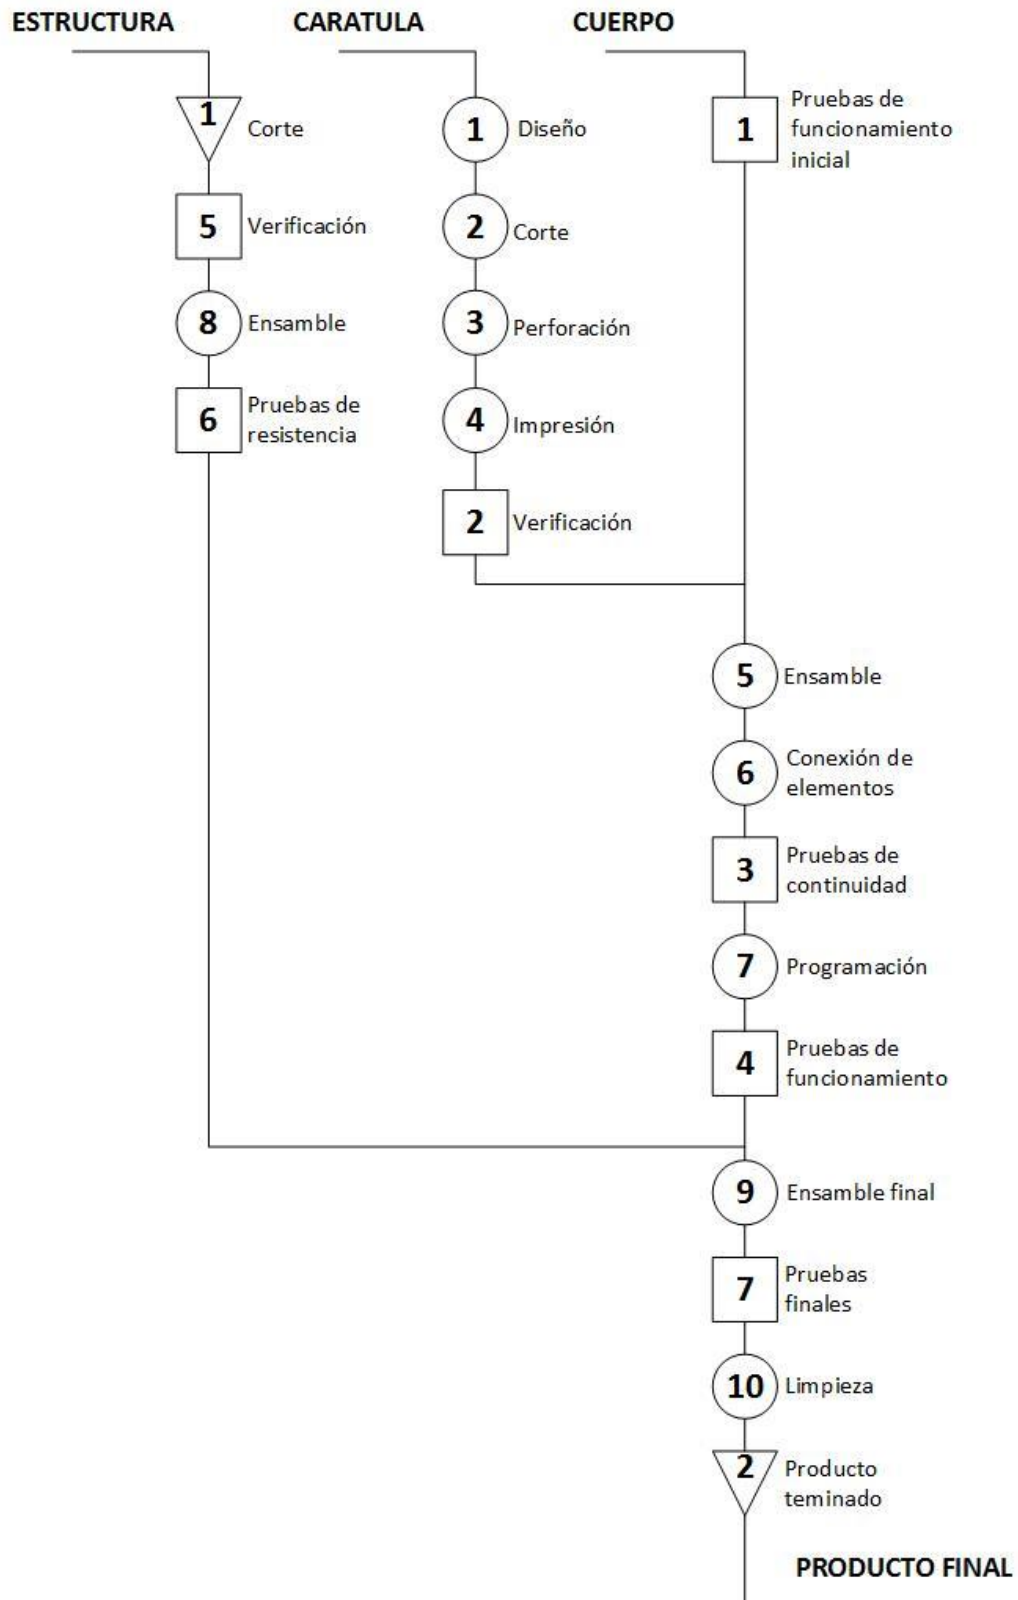 ESTRUCTURA
CARATULA
CUERPO
1
Corte
5
Verificación
8
Ensamble
6
Pruebas de
resistencia
1
Diseño
2
Corte
3
Perforación
4
Impresión
2
Verificación
1
Pruebas de
funcionamiento
inicial
5
Ensamble
6
Conexión de
elementos
3
Pruebas de
continuidad
7
Programación
4
Pruebas de
funcionamiento
9
Ensamble final
7
Pruebas
finales
10
Limpieza
2
Producto
teminado
PRODUCTO FINAL